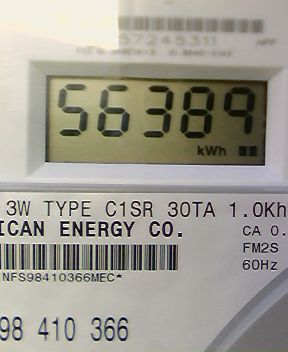 57245311
56389
kWh
3W TYPE C1SR 30TA 1.0Kh
ICAN ENERGY CO.
CA 0.
FM2S
60Hz
NFS98410366MEC*
98 410 366